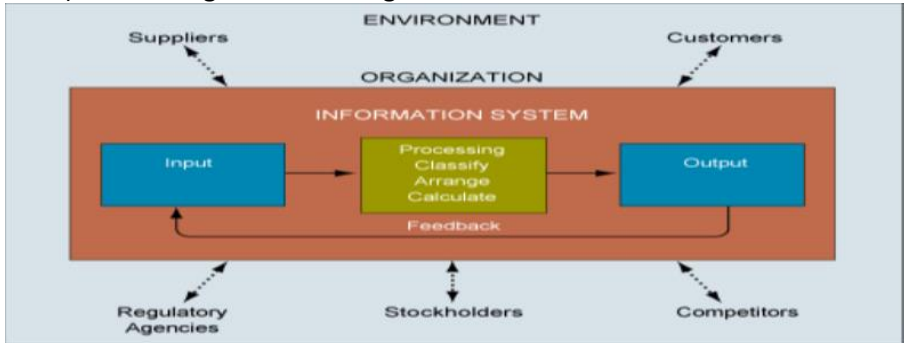 ENVIRONMENT
Suppliers
Customers
ORGANIZATION
INFORMATION SYSTEM
Input
Processing
Classify
Arrange
Calculate
Output
Feedback
Regulatory
Agencies
Stockholders
Competitors